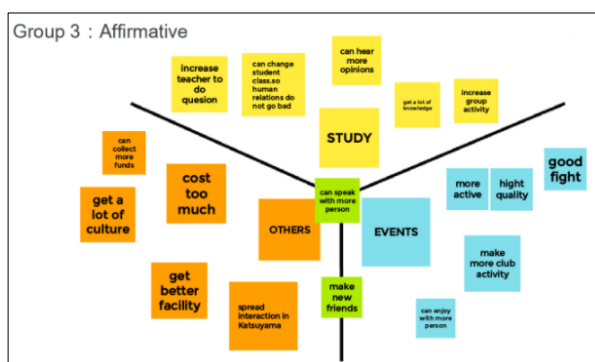 Group 3：Affirmative
increase
teacher to
do
quesion
can change
student
class.so
human
relations do
not go bad
can hear
more
opinions
get a lot of
knowledge
increase
group
activity
STUDY
can
collect
more
funds
cost
too
much
get a
lot of
culture
OTHERS
get
better
facility
spread
interaction in
Katsuyama
can speak
with more
person
make
new
friends
EVENTS
more
active
hight
quality
good
fight
make
more club
activity
can enjoy
with more
person